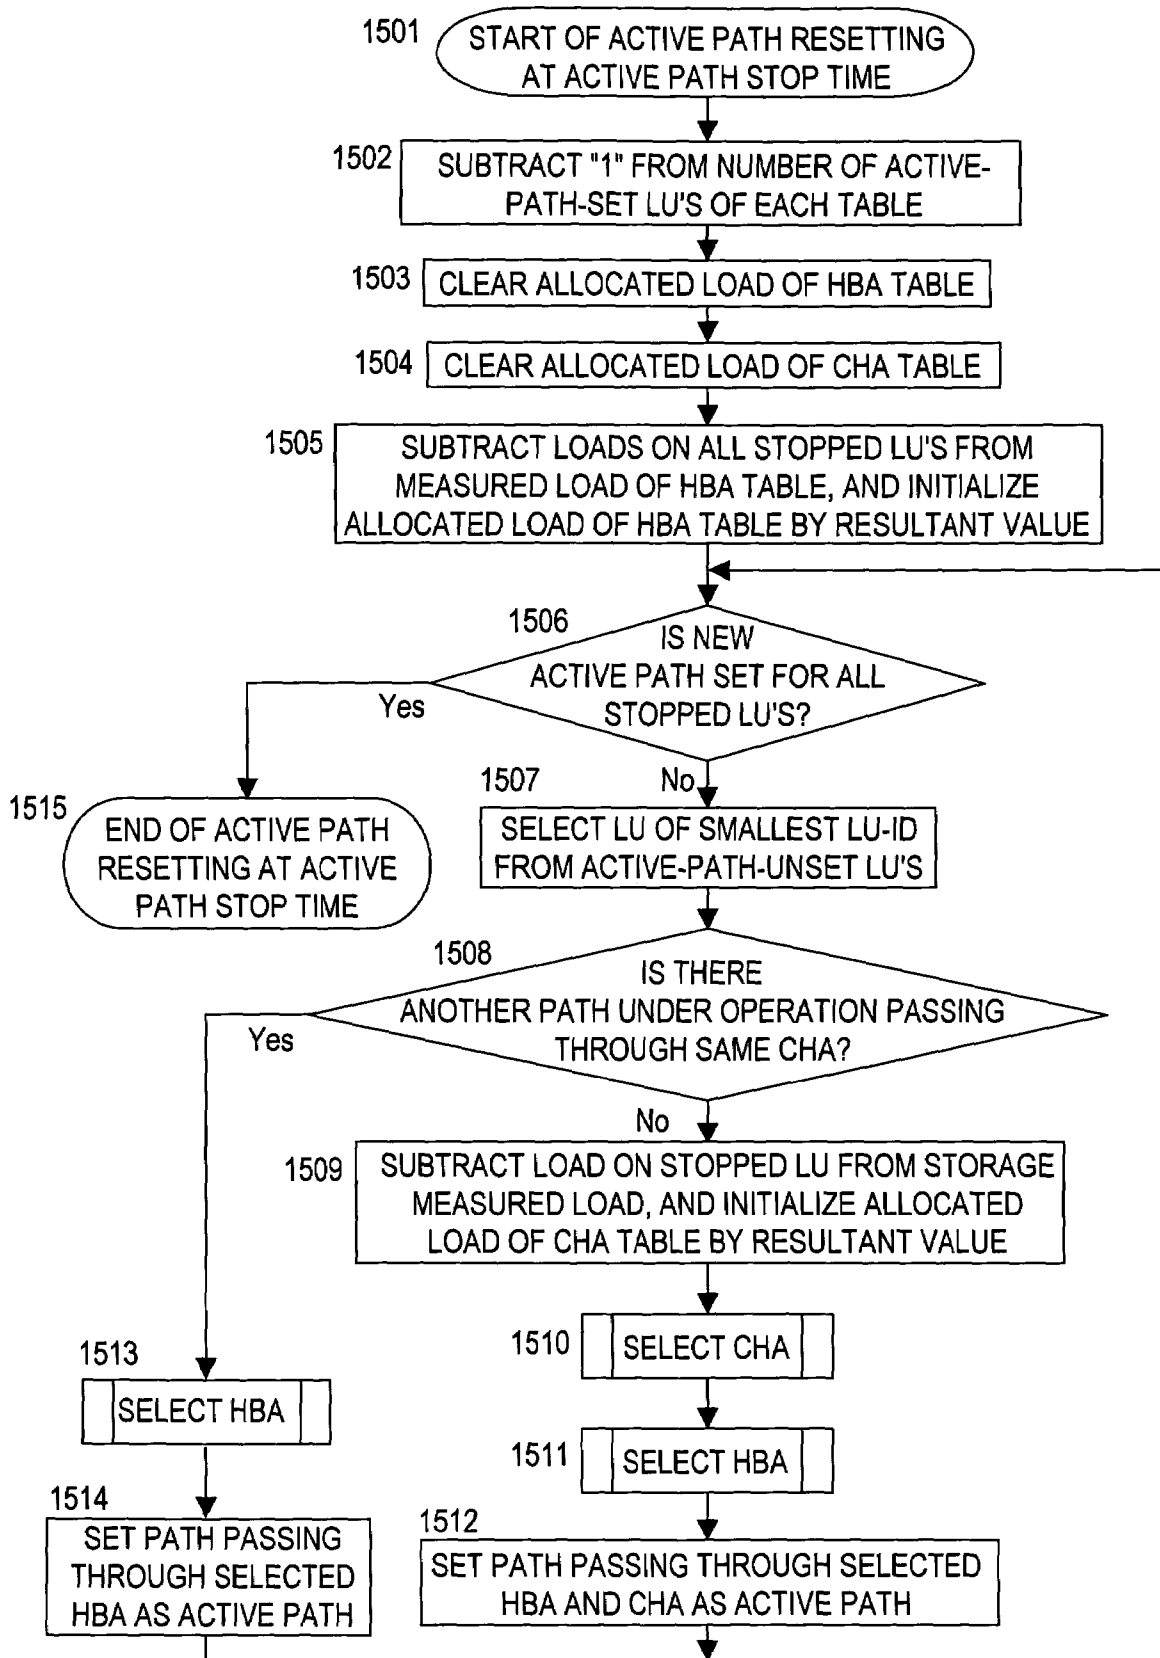 1501
START OF ACTIVE PATH RESETTING
AT ACTIVE PATH STOP TIME
1502
SUBTRACT "1" FROM NUMBER OF ACTIVE-
PATH-SET LU'S OF EACH TABLE
1503
CLEAR ALLOCATED LOAD OF HBA TABLE
1504
CLEAR ALLOCATED LOAD OF CHA TABLE
1505
SUBTRACT LOADS ON ALL STOPPED LU'S FROM
MEASURED LOAD OF HBA TABLE, AND INITIALIZE
ALLOCATED LOAD OF HBA TABLE BY RESULTANT VALUE
1506
IS NEW
ACTIVE PATH SET FOR ALL
STOPPED LU'S?
Yes
No
1515
END OF ACTIVE PATH
RESETTING AT ACTIVE
PATH STOP TIME
1507
SELECT LU OF SMALLEST LU-ID
FROM ACTIVE-PATH-UNSET LU'S
1508
IS THERE
ANOTHER PATH UNDER OPERATION PASSING
THROUGH SAME CHA?
Yes
No
1509
SUBTRACT LOAD ON STOPPED LU FROM STORAGE
MEASURED LOAD, AND INITIALIZE ALLOCATED
LOAD OF CHA TABLE BY RESULTANT VALUE
1510
SELECT CHA
1513
SELECT HBA
1511
SELECT HBA
1514
SET PATH PASSING
THROUGH SELECTED
HBA AS ACTIVE PATH
1512
SET PATH PASSING THROUGH SELECTED
HBA AND CHA AS ACTIVE PATH